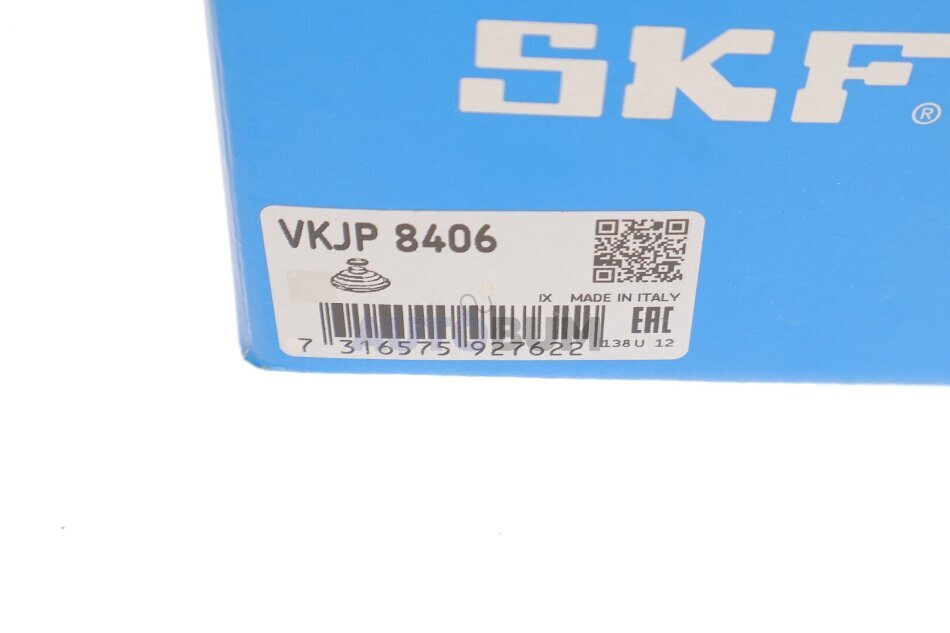 SKF®
VKJP 8406
IX MADE IN ITALY
EAC
7 316575 927622
138U 12